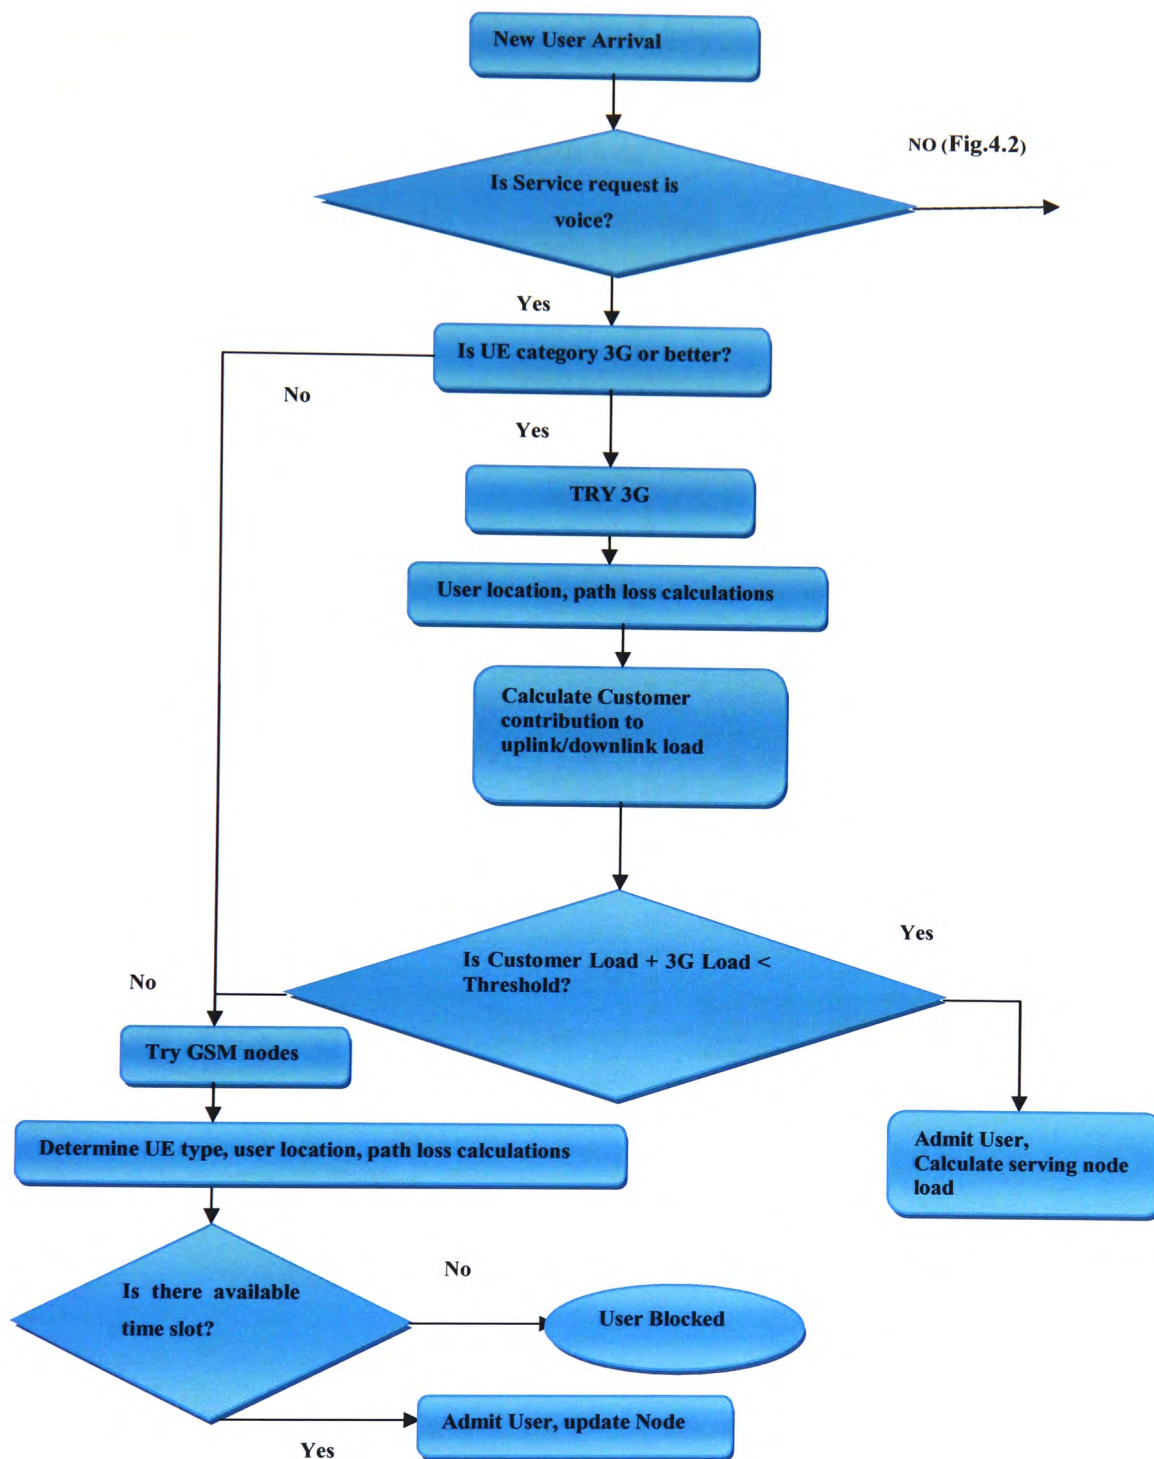 New User Arrival
NO (Fig.4.2)
Is Service request is
voice?
Yes
Is UE category 3G or better?
No
Yes
TRY 3G
User location, path loss calculations
Calculate Customer
contribution to
uplink/downlink load
Yes
Is Customer Load + 3G Load <
Threshold?
No
Try GSM nodes
Admit User,
Calculate serving node
load
Determine UE type, user location, path loss calculations
No
Is there available
time slot?
User Blocked
Admit User, update Node
Yes